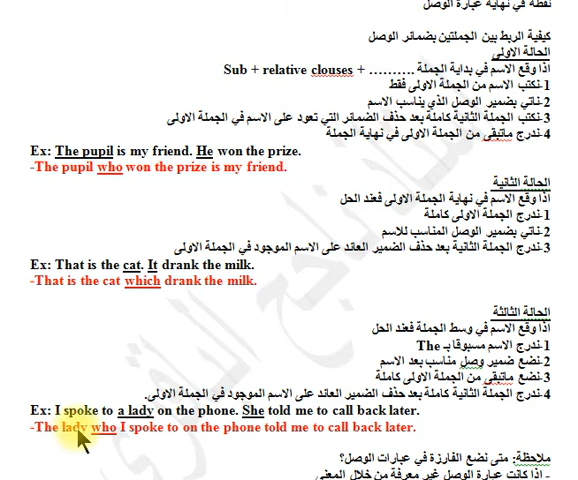 نقطة في نهاية عبارة الوصل
كيفية الربط بين الجملتين بضمائر الوصل
الحالة الاولى
اذا وقع الاسم في بداية الجملة ......... + Sub + relative clouses
1-نكتب الاسم من الجملة الاولى فقط
2-ناتي بضمير الوصل الذي يناسب الاسم
3-نكتب الجملة الثانية كاملة بعد حذف الضمائر التي تعود على الاسم في الجملة الاولى
4-ندرج ماتبقى من الجملة الاولى في نهاية الجملة
Ex: The pupil is my friend. He won the prize.
-The pupil who won the prize is my friend.
الحالة الثانية
اذا وقع الاسم في نهاية الجملة الاولى فعند الحل
1-ندرج الجملة الاولى كاملة
2-ناتي بضمير الوصل المناسب للاسم
3-ندرج الجملة الثانية بعد حذف الضمير العائد على الاسم الموجود في الجملة الاولى
Ex: That is the cat. It drank the milk.
-That is the cat which drank the milk.
الحالة الثالثة
اذا وقع الاسم في وسط الجملة فعند الحل
1-ندرج الاسم مسبوقا بـ The
2-نضع ضمير وصل مناسب بعد الاسم
3-نضع ماتبقى من الجملة الاولى كاملة
4-ندرج الجملة الثانية كاملة بعد حذف الضمير العائد على الاسم الموجود في الجملة الاولى.
Ex: I spoke to a lady on the phone. She told me to call back later.
-The lady who I spoke to on the phone told me to call back later.
ملاحظة: متى نضع الفارزة في عبارات الوصل؟
- اذا كانت عبارة الوصل غير معرفة من خلال المعنى